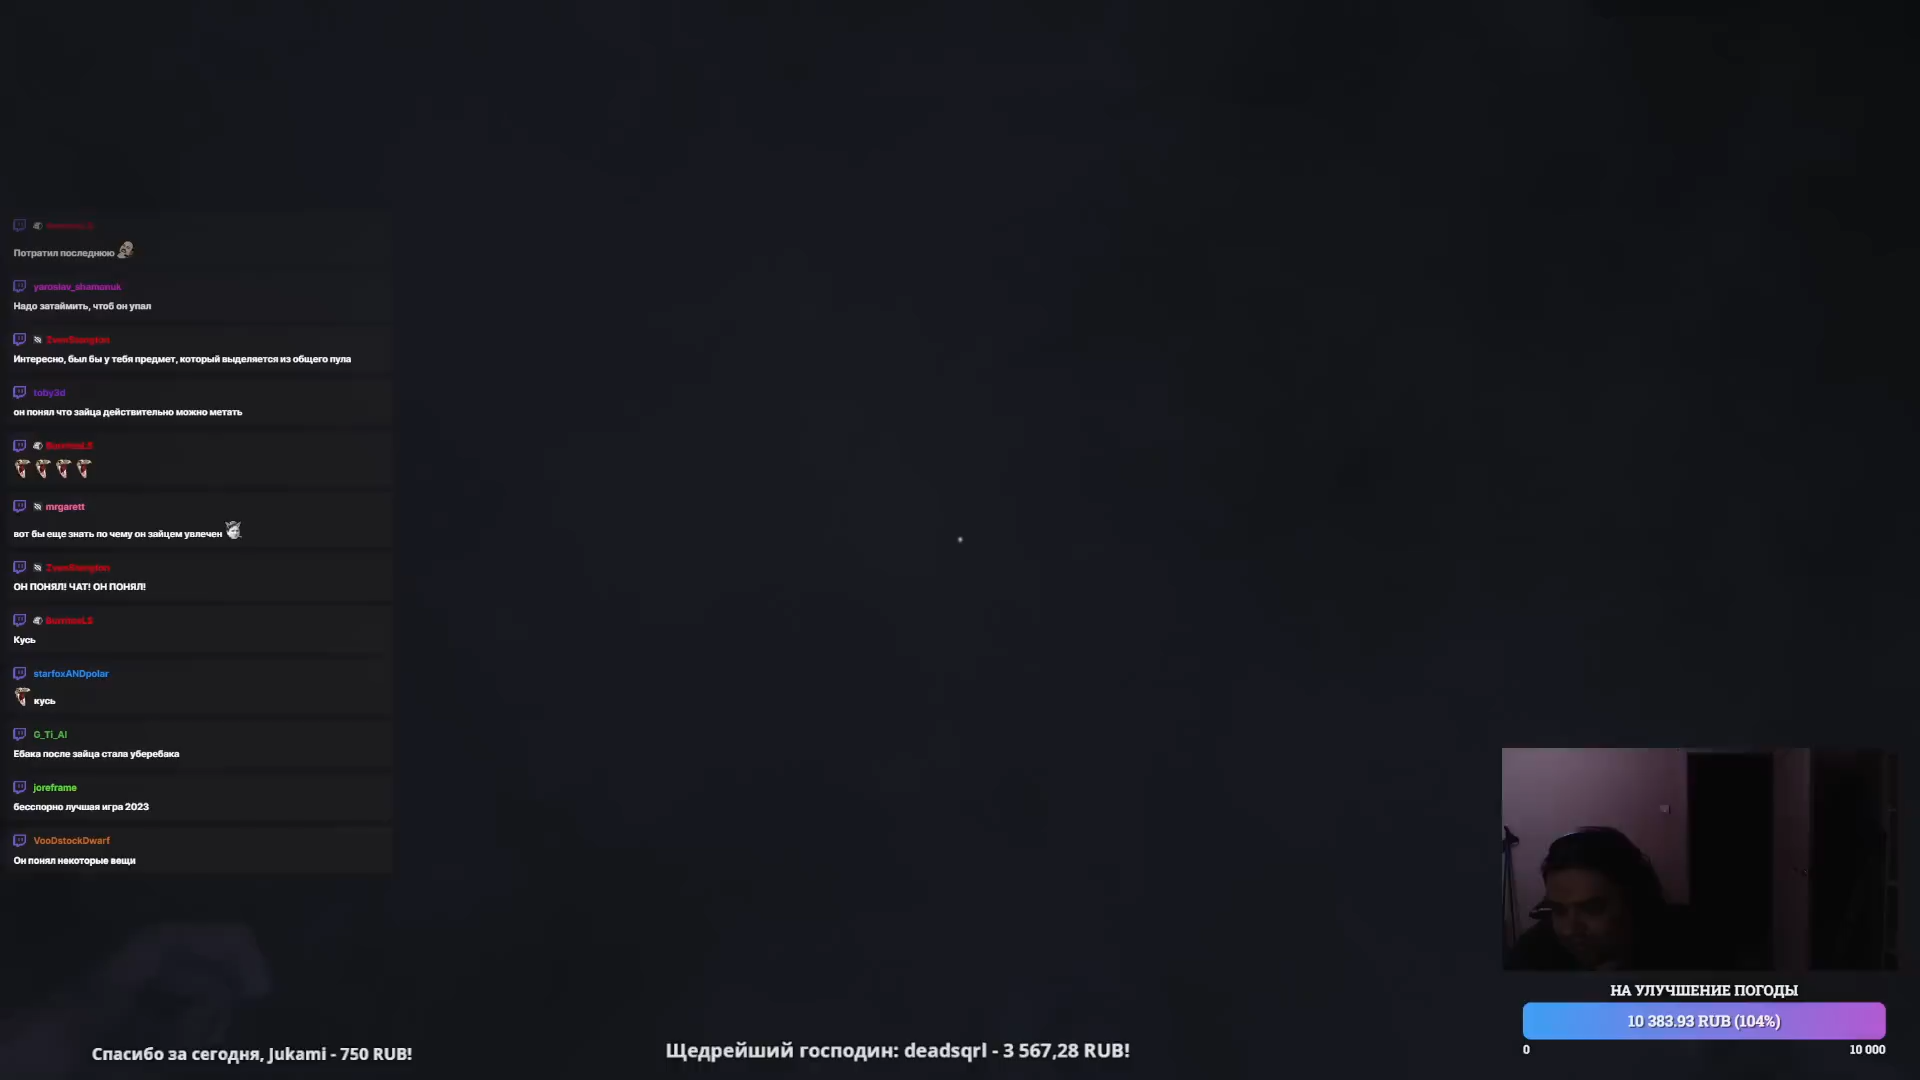 Потратил последнюю
yaroslav_shamonuk
Надо затаймить, чтоб он упал
Интересно, был бы у тебя предмет, который выделяется из общего пула
toby3d
он понял что зайца действительно можно метать
mrgarett
вот бы еще знать по чему он зайцем увлечен
ОН ПОНЯЛ! ЧАТ! ОН ПОНЯЛ!
Кусь
starfoxANDpolar
кусь
G_Ti_Al
Ебака после зайца стала уберебака
joreframe
бесспорно лучшая игра 2023
VooDstockDwarf
Он понял некоторые вещи
НА УЛУЧШЕНИЕ ПОГОДЫ
10 383.93 RUB (104%)
0 10 000
Спасибо за сегодня, Jukami - 750 RUB!
Щедрейший господин: deadsqrl - 3 567,28 RUB!